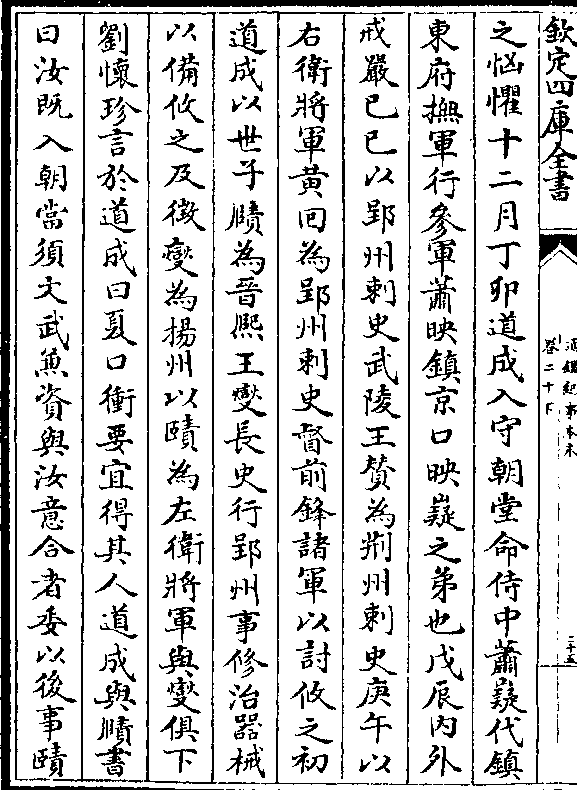 欽定四庫全書
通鑑紀事本末
卷二十下
二十五
之恟懼十二月丁卯道成入守朝堂命侍中蕭嶷代鎮
東府撫軍行參軍蕭映鎮京口映嶷之弟也戊辰内外
戒嚴己巳以郢州刺史武陵王贊為荆州刺史庚午以
右衛將軍黄回為郢州刺史督前鋒諸軍以討攸之初
道成以世子賾為晉熙王燮長史行郢州事修治器械
以備攸之及徴燮為揚州以賾為左衛將軍與燮俱下
劉懷珍言於道成曰夏口衝要宜得其人道成與賾書
曰汝既入朝當須文武兼資與汝意合者委以後事賾